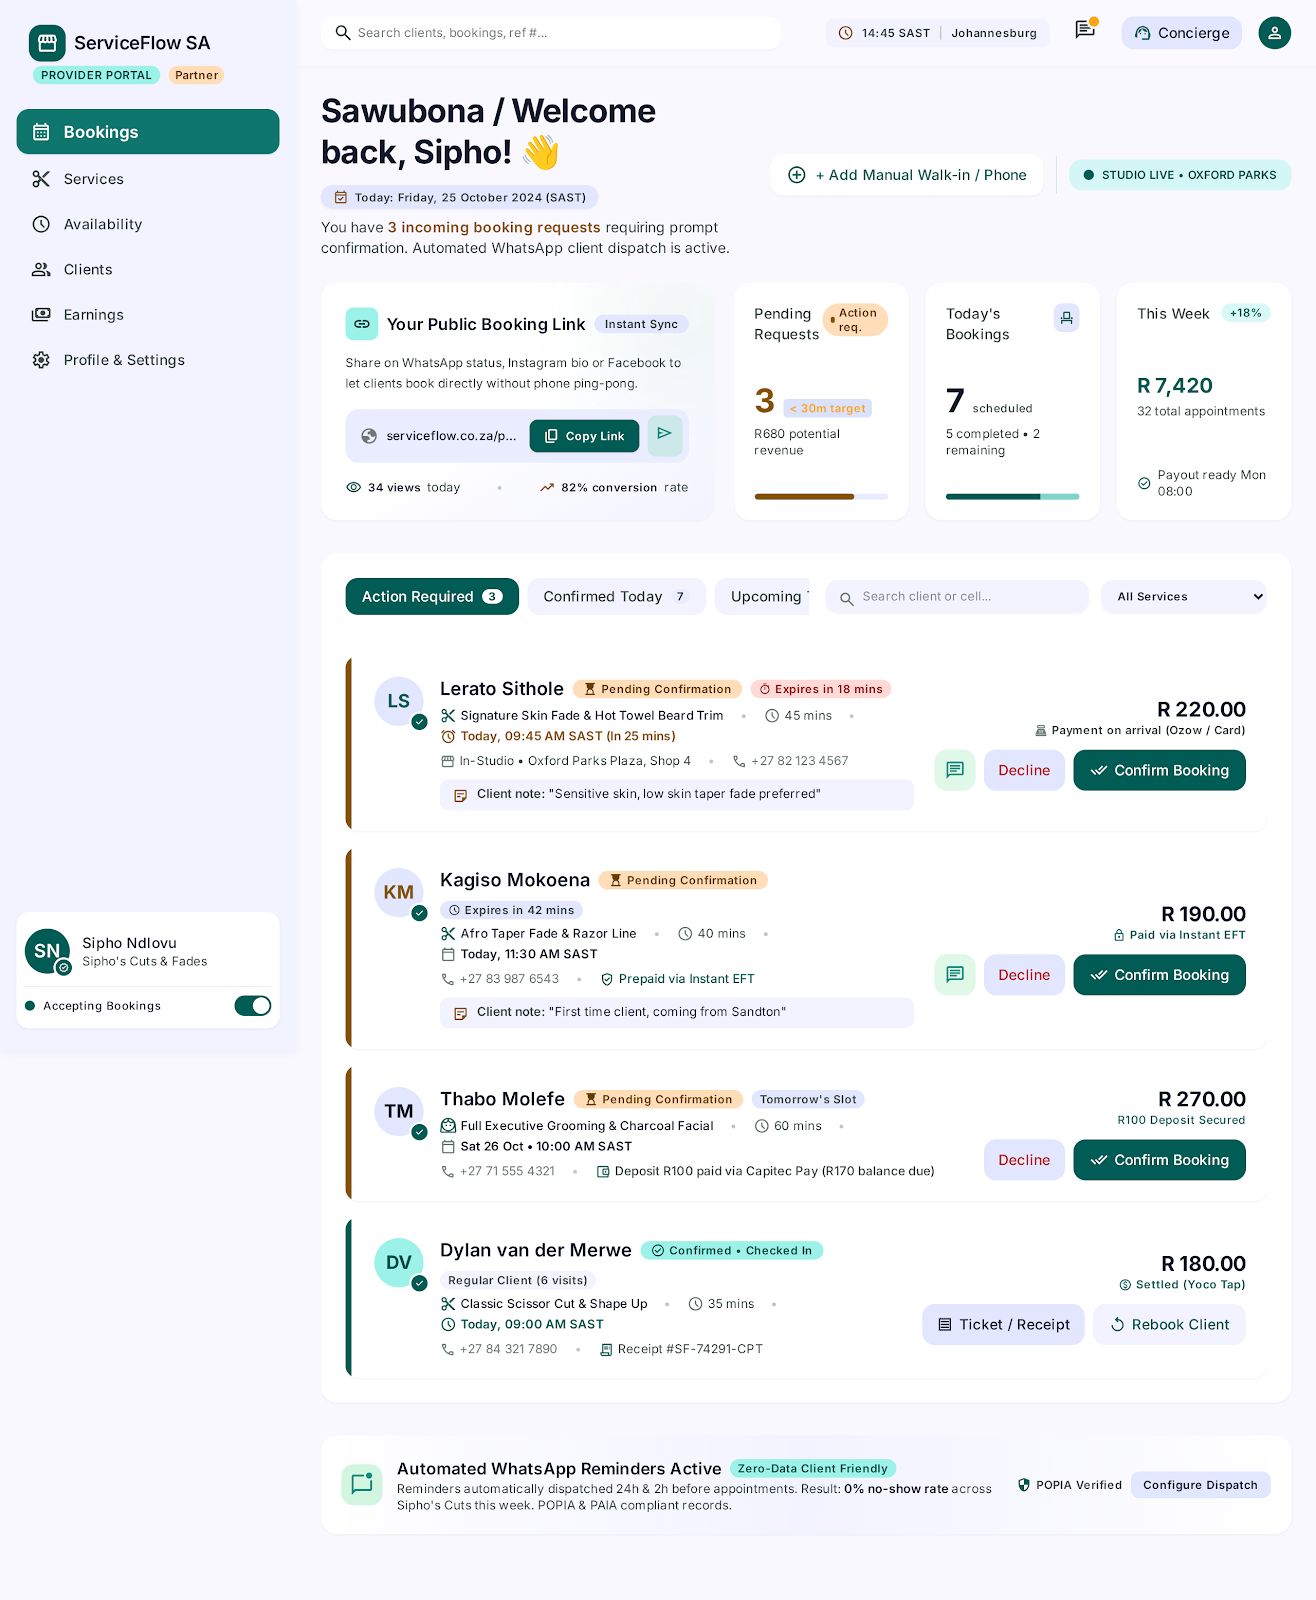 ServiceFlow SA
PROVIDER PORTAL
Partner
Bookings
Services
Availability
Clients
Earnings
Profile & Settings
SN
Sipho Ndlovu
Sipho's Cuts & Fades
Accepting Bookings
Search clients, bookings, ref #...
14:45 SAST | Johannesburg
Concierge
Sawubona / Welcome
back, Sipho! 👋
Today: Friday, 25 October 2024 (SAST)
You have 3 incoming booking requests requiring prompt
confirmation. Automated WhatsApp client dispatch is active.
+ Add Manual Walk-in / Phone
STUDIO LIVE • OXFORD PARKS
Your Public Booking Link
Instant Sync
Share on WhatsApp status, Instagram bio or Facebook to
let clients book directly without phone ping-pong.
serviceflow.co.za/p...
Copy Link
34 views today • 82% conversion rate
Pending
Requests
Action
req.
3 < 30m target
R680 potential
revenue
Today's
Bookings
7 scheduled
5 completed • 2
remaining
This Week +18%
R 7,420
32 total appointments
Payout ready Mon
08:00
Action Required 3
Confirmed Today 7
Upcoming
Search client or cell...
All Services
LS
Lerato Sithole Pending Confirmation Expires in 18 mins
Signature Skin Fade & Hot Towel Beard Trim • 45 mins •
Today, 09:45 AM SAST (In 25 mins)
In-Studio • Oxford Parks Plaza, Shop 4 • +27 82 123 4567
Client note: "Sensitive skin, low skin taper fade preferred"
R 220.00
Payment on arrival (Ozow / Card)
Decline
Confirm Booking
KM
Kagiso Mokoena Pending Confirmation
Expires in 42 mins
Afro Taper Fade & Razor Line • 40 mins •
Today, 11:30 AM SAST
+27 83 987 6543 • Prepaid via Instant EFT
Client note: "First time client, coming from Sandton"
R 190.00
Paid via Instant EFT
Decline
Confirm Booking
TM
Thabo Molefe Pending Confirmation Tomorrow's Slot
Full Executive Grooming & Charcoal Facial • 60 mins •
Sat 26 Oct • 10:00 AM SAST
+27 71 555 4321 • Deposit R100 paid via Capitec Pay (R170 balance due)
R 270.00
R100 Deposit Secured
Decline
Confirm Booking
DV
Dylan van der Merwe Confirmed • Checked In
Regular Client (6 visits)
Classic Scissor Cut & Shape Up • 35 mins •
Today, 09:00 AM SAST
+27 84 321 7890 • Receipt #SF-74291-CPT
R 180.00
Settled (Yoco Tap)
Ticket / Receipt
Rebook Client
Automated WhatsApp Reminders Active Zero-Data Client Friendly
Reminders automatically dispatched 24h & 2h before appointments. Result: 0% no-show rate across
Sipho's Cuts this week. POPIA & PAIA compliant records.
POPIA Verified
Configure Dispatch